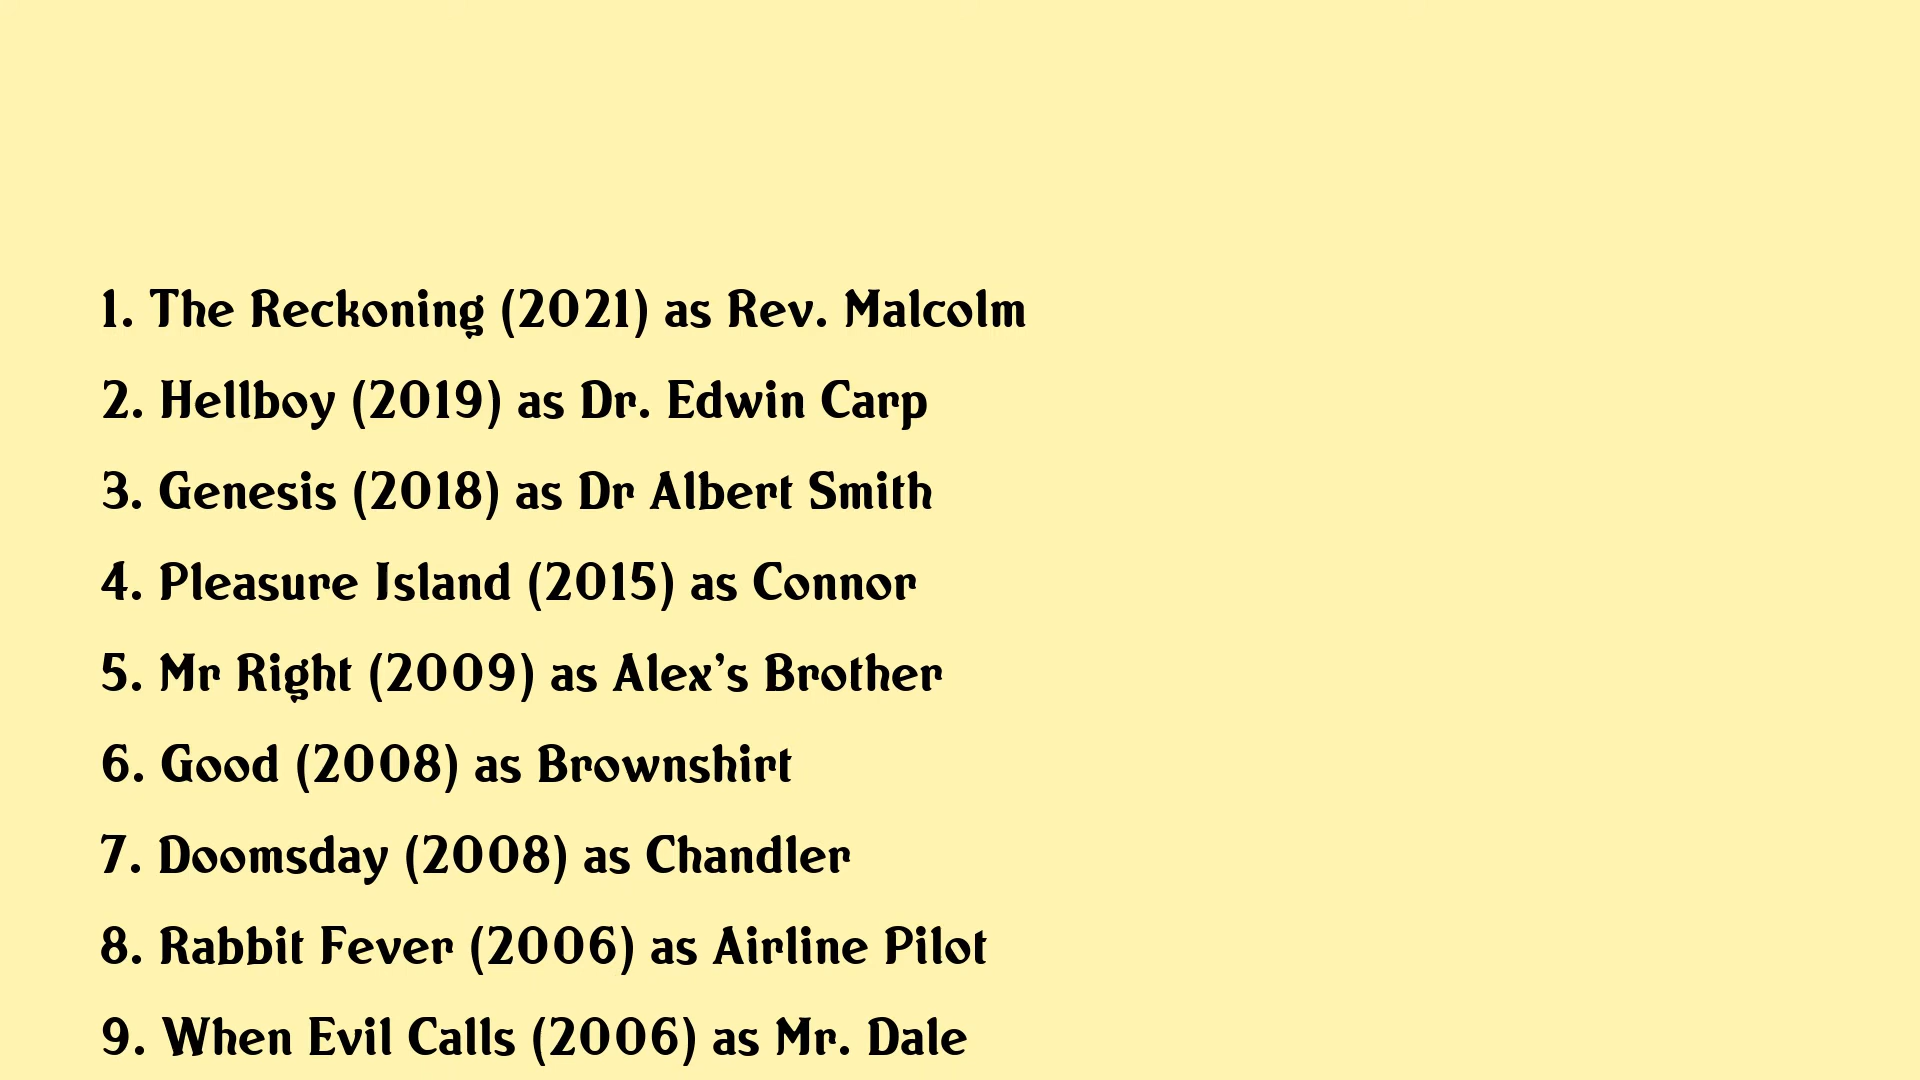 1. The Reckoning (2021) as Rev. Malcolm
2. Hellboy (2019) as Dr. Edwin Carp
3. Genesis (2018) as Dr Albert Smith
4. Pleasure Island (2015) as Connor
5. Mr Right (2009) as Alex's Brother
6. Good (2008) as Brownshirt
7. Doomsday (2008) as Chandler
8. Rabbit Fever (2006) as Airline Pilot
9. When Evil Calls (2006) as Mr. Dale